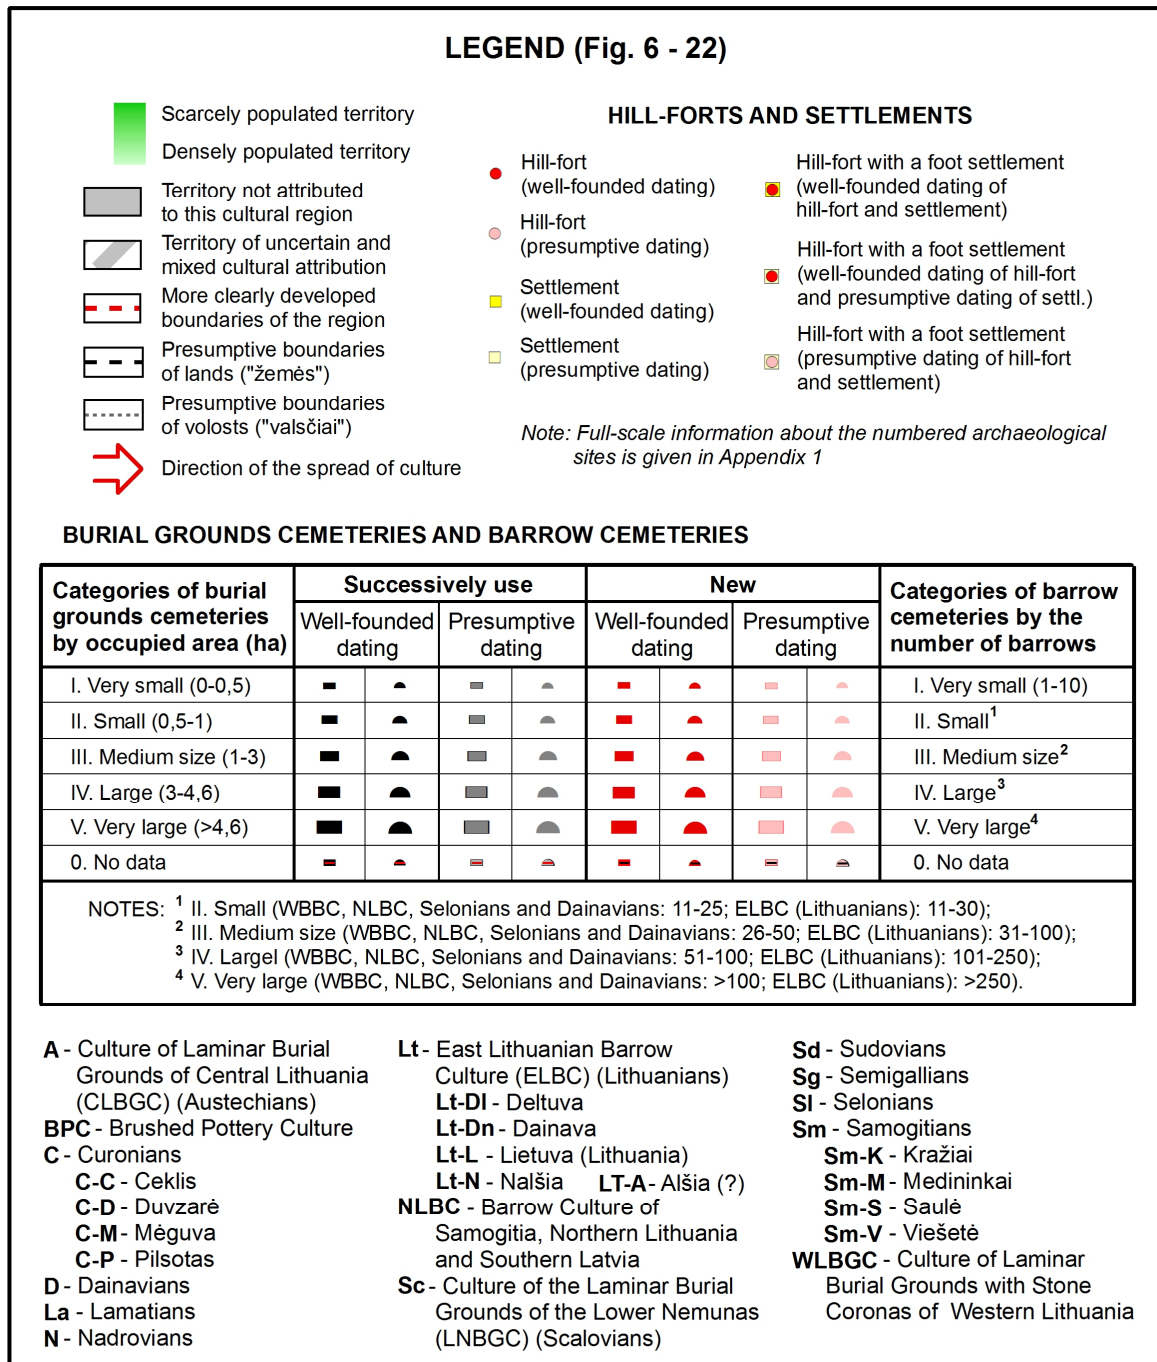 LEGEND (Fig. 6 - 22)
Scarcely populated territory
Densely populated territory
Territory not attributed
to this cultural region
Territory of uncertain and
mixed cultural attribution
More clearly developed
boundaries of the region
Presumptive boundaries
of lands ("žemės")
Presumptive boundaries
of volosts ("valsčiai")
Direction of the spread of culture
HILL-FORTS AND SETTLEMENTS
Hill-fort
(well-founded dating)
Hill-fort
(presumptive dating)
Settlement
(well-founded dating)
Settlement
(presumptive dating)
Hill-fort with a foot settlement
(well-founded dating of
hill-fort and settlement)
Hill-fort with a foot settlement
(well-founded dating of hill-fort
and presumptive dating of settl.)
Hill-fort with a foot settlement
(presumptive dating of hill-fort
and settlement)
Note: Full-scale information about the numbered archaeological
sites is given in Appendix 1
BURIAL GROUNDS CEMETERIES AND BARROW CEMETERIES
Categories of burial
grounds cemeteries
by occupied area (ha)
Successively use
New
Well-founded
dating
Presumptive
dating
Well-founded
dating
Presumptive
dating
Categories of barrow
cemeteries by the
number of barrows
I. Very small (0-0,5)
I. Very small (1-10)
II. Small (0,5-1)
II. Small¹
III. Medium size (1-3)
III. Medium size²
IV. Large (3-4,6)
IV. Large³
V. Very large (>4,6)
V. Very large⁴
0. No data
0. No data
NOTES: ¹ II. Small (WBBC, NLBC, Selonians and Dainavians: 11-25; ELBC (Lithuanians): 11-30);
² III. Medium size (WBBC, NLBC, Selonians and Dainavians: 26-50; ELBC (Lithuanians): 31-100);
³ IV. Largel (WBBC, NLBC, Selonians and Dainavians: 51-100; ELBC (Lithuanians): 101-250);
⁴ V. Very large (WBBC, NLBC, Selonians and Dainavians: >100; ELBC (Lithuanians): >250).
A - Culture of Laminar Burial
Grounds of Central Lithuania
(CLBGC) (Austechians)
BPC - Brushed Pottery Culture
C - Curonians
C-C - Ceklis
C-D - Duvzarė
C-M - Mėguva
C-P - Pilsotas
D - Dainavians
La - Lamatians
N - Nadrovians
Lt - East Lithuanian Barrow
Culture (ELBC) (Lithuanians)
Lt-Dl - Deltuva
Lt-Dn - Dainava
Lt-L - Lietuva (Lithuania)
Lt-N - Nalšia LT-A - Alšia (?)
NLBC - Barrow Culture of
Samogitia, Northern Lithuania
and Southern Latvia
Sc - Culture of the Laminar Burial
Grounds of the Lower Nemunas
(LNBGC) (Scalovians)
Sd - Sudovians
Sg - Semigallians
Sl - Selonians
Sm - Samogitians
Sm-K - Kražiai
Sm-M - Medininkai
Sm-S - Saulė
Sm-V - Viešetė
WLBGC - Culture of Laminar
Burial Grounds with Stone
Coronas of Western Lithuania